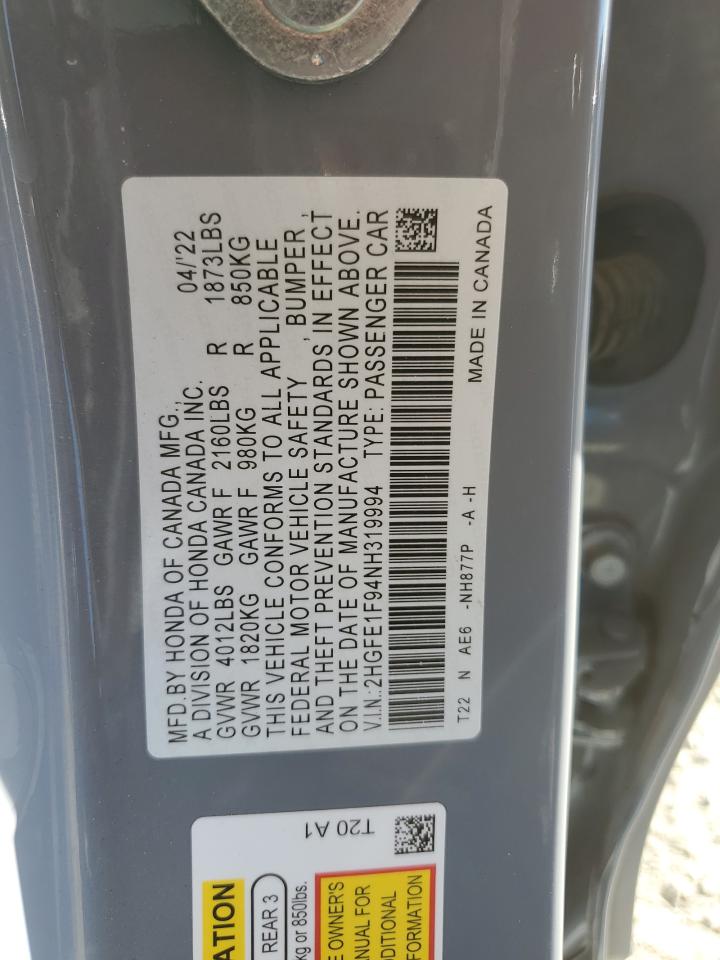 MFD.BY HONDA OF CANADA MFG.,
A DIVISION OF HONDA CANADA INC. 04/'22
GVWR 4012LBS GAWR F 2160LBS R 1873LBS
GVWR 1820KG GAWR F 980KG R 850KG
THIS VEHICLE CONFORMS TO ALL APPLICABLE
FEDERAL MOTOR VEHICLE SAFETY , BUMPER ,
AND THEFT PREVENTION STANDARDS IN EFFECT
ON THE DATE OF MANUFACTURE SHOWN ABOVE.
V.I.N.: 2HGFE1F94NH319994 TYPE: PASSENGER CAR
T22 N AE6 -NH877P -A -H
MADE IN CANADA
T20 A1
ATION
REAR 3
kg or 850lbs.
E OWNER'S
ANUAL FOR
DDITIONAL
FORMATION